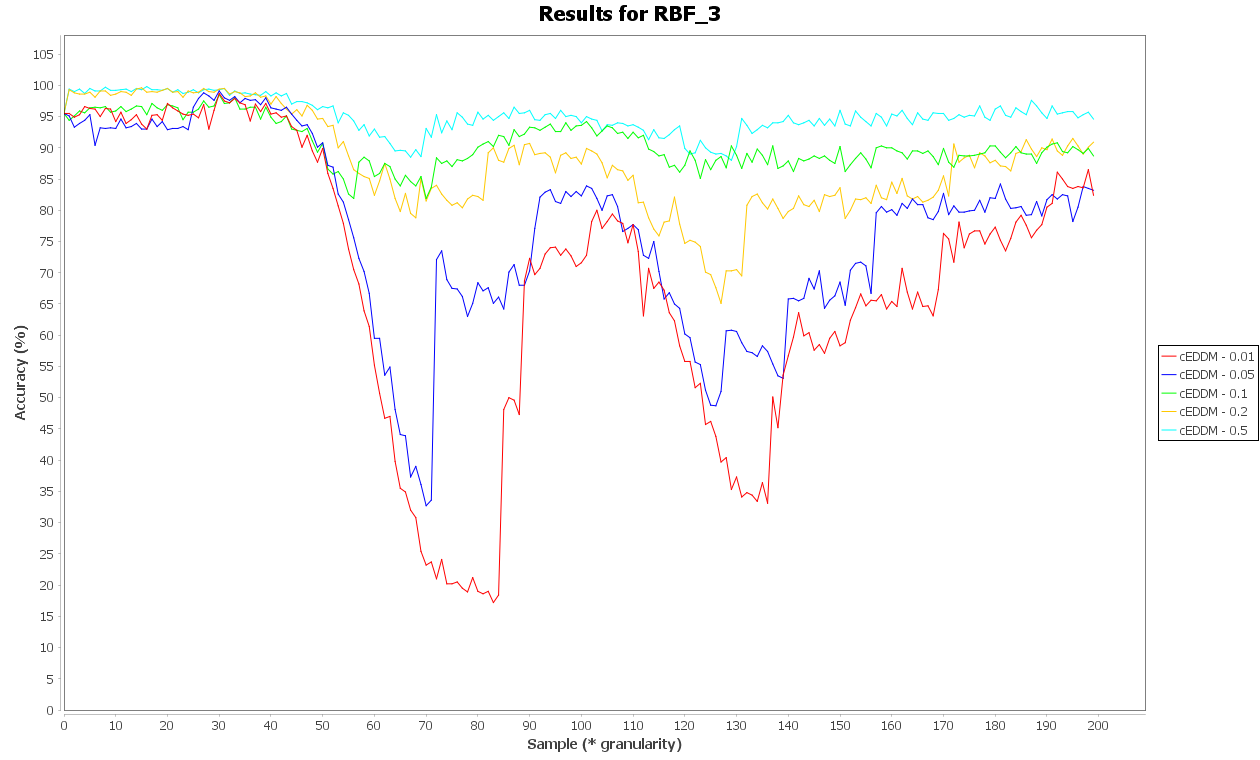 Results for RBF_3
105
100
95
90
85
80
75
70
65
60
55
50
45
40
35
30
25
20
15
10
5
0
Accuracy (%)
0 10 20 30 40 50 60 70 80 90 100 110 120 130 140 150 160 170 180 190 200
Sample (* granularity)
cEDDM - 0.01
cEDDM - 0.05
cEDDM - 0.1
cEDDM - 0.2
cEDDM - 0.5